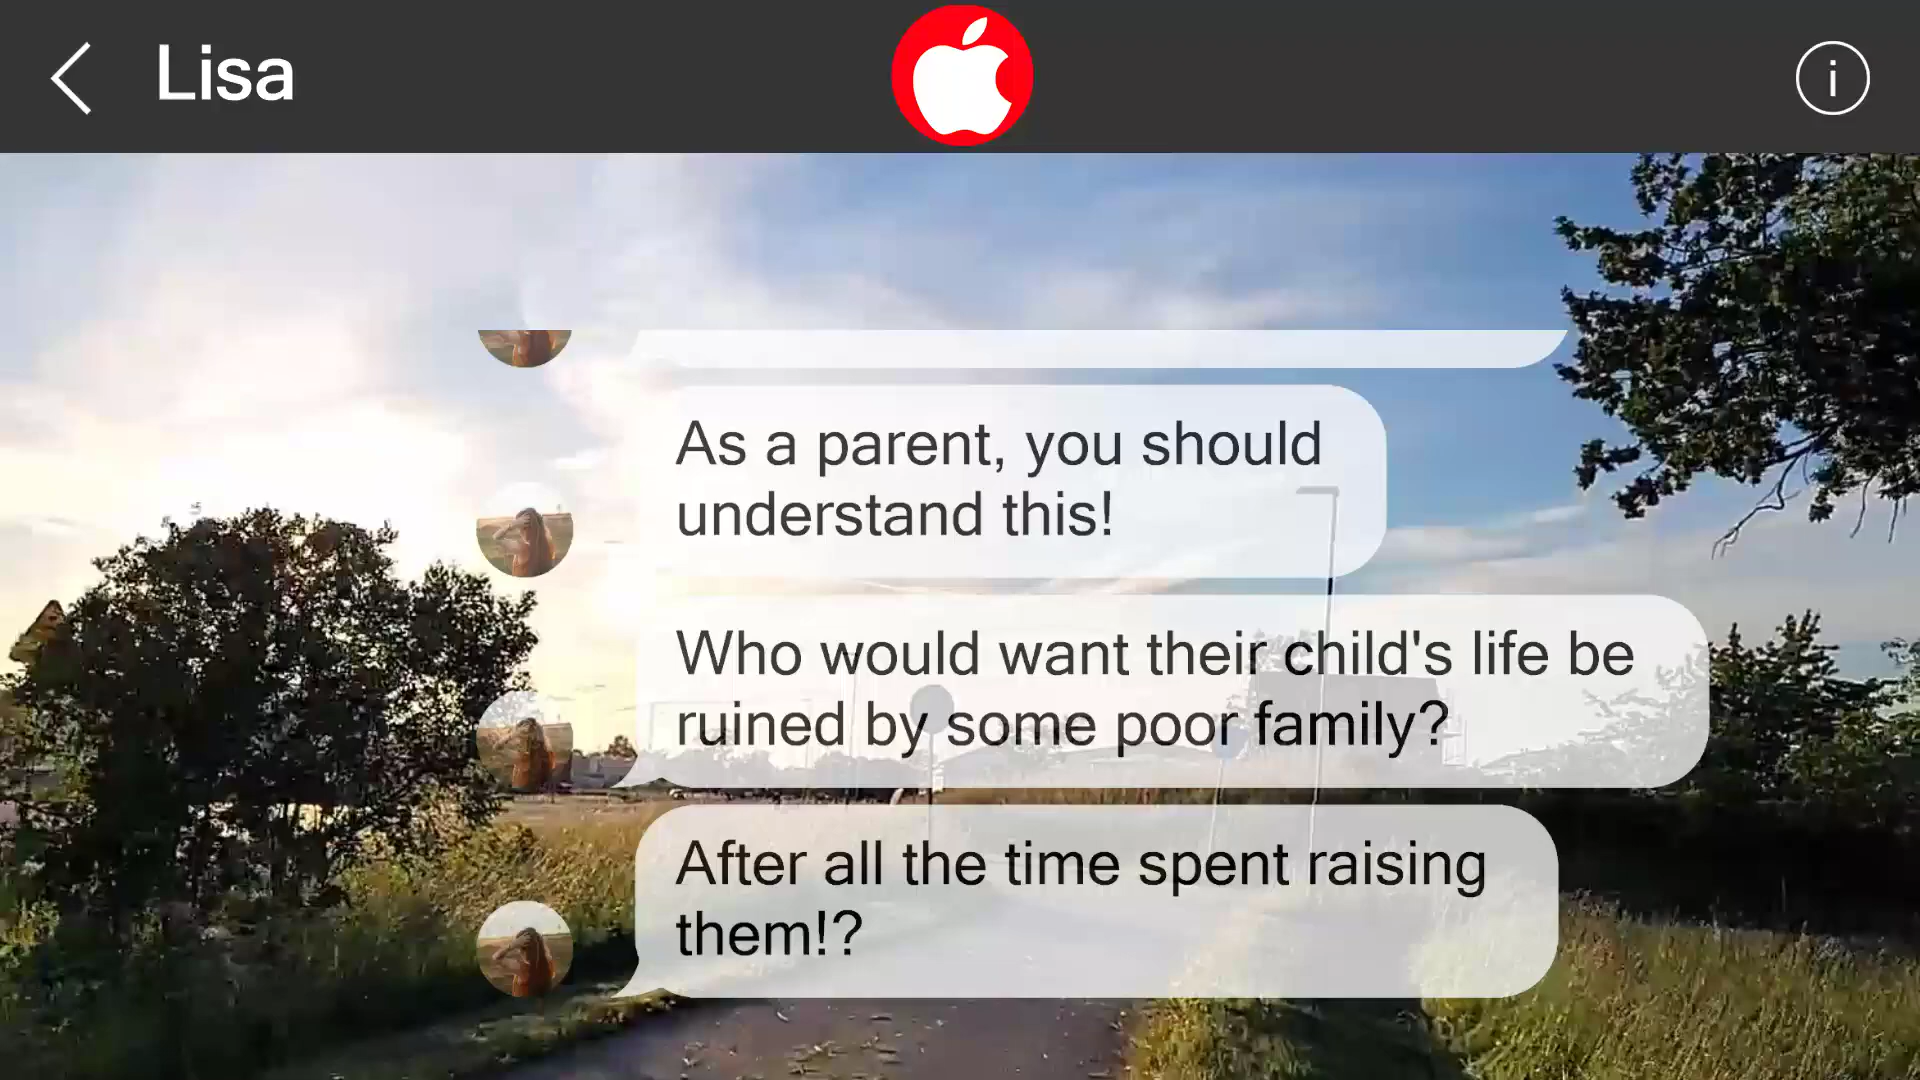 Lisa
As a parent, you should
understand this!
Who would want their child's life be
ruined by some poor family?
After all the time spent raising
them!?